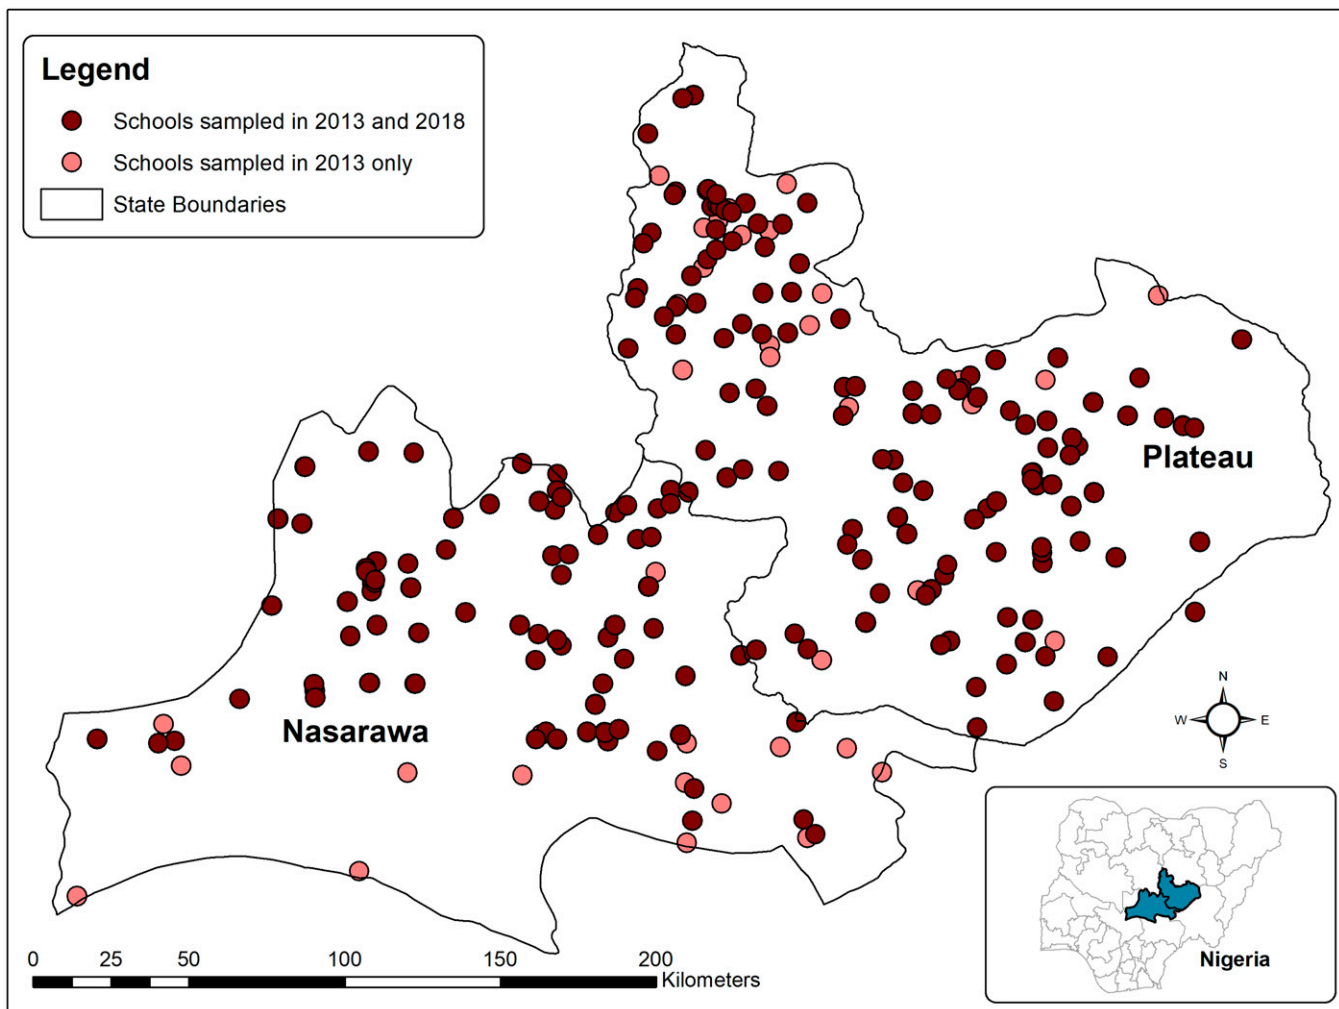 Legend
Schools sampled in 2013 and 2018
Schools sampled in 2013 only
State Boundaries
Plateau
Nasarawa
N
W E
S
Nigeria
0 25 50 100 150 200
Kilometers